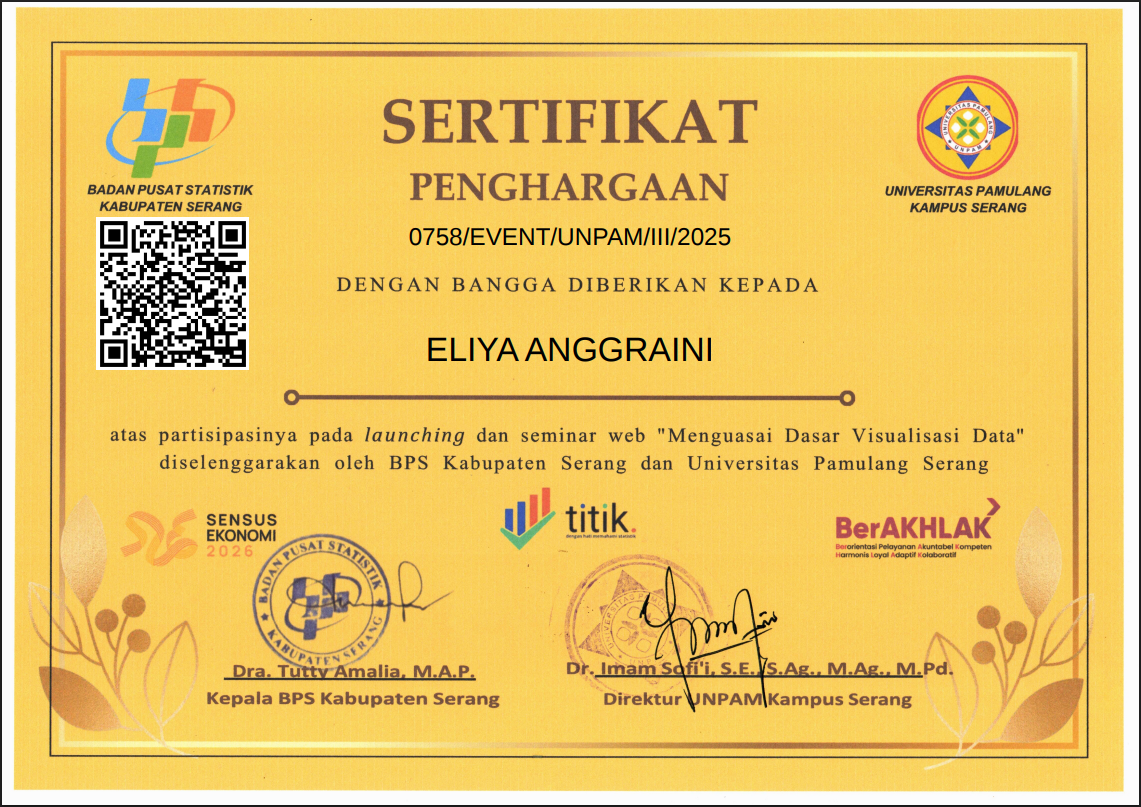 SERTIFIKAT
PENGHARGAAN
BADAN PUSAT STATISTIK
KABUPATEN SERANG
UNIVERSITAS PAMULANG
UNPAM
UNIVERSITAS PAMULANG
KAMPUS SERANG
0758/EVENT/UNPAM/III/2025
DENGAN BANGGA DIBERIKAN KEPADA
ELIYA ANGGRAINI
atas partisipasinya pada launching dan seminar web "Menguasai Dasar Visualisasi Data"
diselenggarakan oleh BPS Kabupaten Serang dan Universitas Pamulang Serang
SENSUS
EKONOMI
2026
titik.
dengan hati memahami statistik
BerAKHLAK
Berorientasi Pelayanan Akuntabel Kompeten
Harmonis Loyal Adaptif Kolaboratif
BADAN PUSAT STATISTIK
KABUPATEN SERANG
UNIVERSITAS PAMULANG
Dra. Tutty Amalia, M.A.P.
Kepala BPS Kabupaten Serang
Dr. Imam Sofi'i, S.E., S.Ag., M.Ag., M.Pd.
Direktur UNPAM Kampus Serang